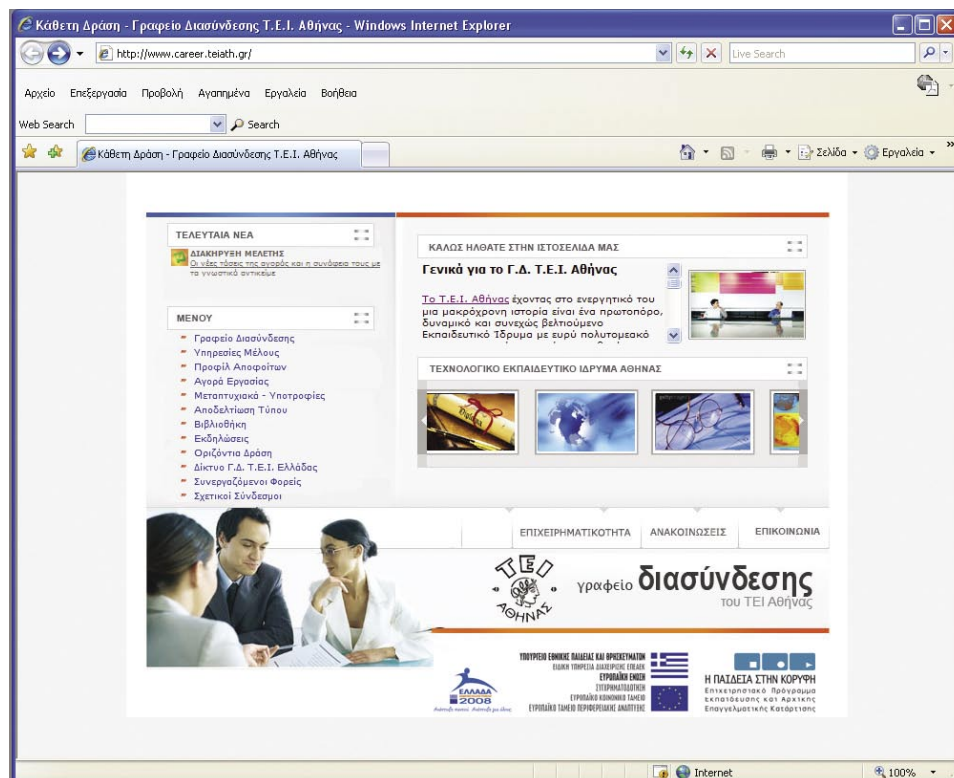 Κάθετη Δράση - Γραφείο Διασύνδεσης Τ.Ε.Ι. Αθήνας - Windows Internet Explorer
http://www.career.teiath.gr/
Live Search
Αρχείο Επεξεργασία Προβολή Αγαπημένα Εργαλεία Βοήθεια
Web Search Search
Κάθετη Δράση - Γραφείο Διασύνδεσης Τ.Ε.Ι. Αθήνας
Σελίδα Εργαλεία
ΤΕΛΕΥΤΑΙΑ ΝΕΑ
ΔΙΑΚΗΡΥΞΗ ΜΕΛΕΤΗΣ
Οι νέες τάσεις της αγοράς και η συνάφεια τους με
τα γνωστικά αντικείμε
ΜΕΝΟΥ
Γραφείο Διασύνδεσης
Υπηρεσίες Μέλους
Προφίλ Αποφοίτων
Αγορά Εργασίας
Μεταπτυχιακά - Υποτροφίες
Αποδελτίωση Τύπου
Βιβλιοθήκη
Εκδηλώσεις
Οριζόντια Δράση
Δίκτυο Γ.Δ. Τ.Ε.Ι. Ελλάδας
Συνεργαζόμενοι Φορείς
Σχετικοί Σύνδεσμοι
ΚΑΛΩΣ ΗΛΘΑΤΕ ΣΤΗΝ ΙΣΤΟΣΕΛΙΔΑ ΜΑΣ
Γενικά για το Γ.Δ. Τ.Ε.Ι. Αθήνας
Το Τ.Ε.Ι. Αθήνας έχοντας στο ενεργητικό του
μια μακρόχρονη ιστορία είναι ένα πρωτοπόρο,
δυναμικό και συνεχώς βελτιούμενο
Εκπαιδευτικό Ίδρυμα με ευρύ πολυτομεακό
ΤΕΧΝΟΛΟΓΙΚΟ ΕΚΠΑΙΔΕΥΤΙΚΟ ΙΔΡΥΜΑ ΑΘΗΝΑΣ
Diploma
ΕΠΙΧΕΙΡΗΜΑΤΙΚΟΤΗΤΑ ΑΝΑΚΟΙΝΩΣΕΙΣ ΕΠΙΚΟΙΝΩΝΙΑ
ΤΕΙ
ΑΘΗΝΑΣ
γραφείο διασύνδεσης
του ΤΕΙ Αθήνας
ΕΛΛΑΔΑ
2008
ΥΠΟΥΡΓΕΙΟ ΕΘΝΙΚΗΣ ΠΑΙΔΕΙΑΣ ΚΑΙ ΘΡΗΣΚΕΥΜΑΤΩΝ
ΕΙΔΙΚΗ ΥΠΗΡΕΣΙΑ ΔΙΑΧΕΙΡΙΣΗΣ ΕΠΕΑΕΚ
ΕΥΡΩΠΑΪΚΗ ΕΝΩΣΗ
ΣΥΓΧΡΗΜΑΤΟΔΟΤΗΣΗ
ΕΥΡΩΠΑΪΚΟ ΚΟΙΝΩΝΙΚΟ ΤΑΜΕΙΟ
ΕΥΡΩΠΑΪΚΟ ΤΑΜΕΙΟ ΠΕΡΙΦΕΡΕΙΑΚΗΣ ΑΝΑΠΤΥΞΗΣ
Η ΠΑΙΔΕΙΑ ΣΤΗΝ ΚΟΡΥΦΗ
Επιχειρησιακό Πρόγραμμα
Εκπαίδευσης και Αρχικής
Επαγγελματικής Κατάρτισης
Internet 100%